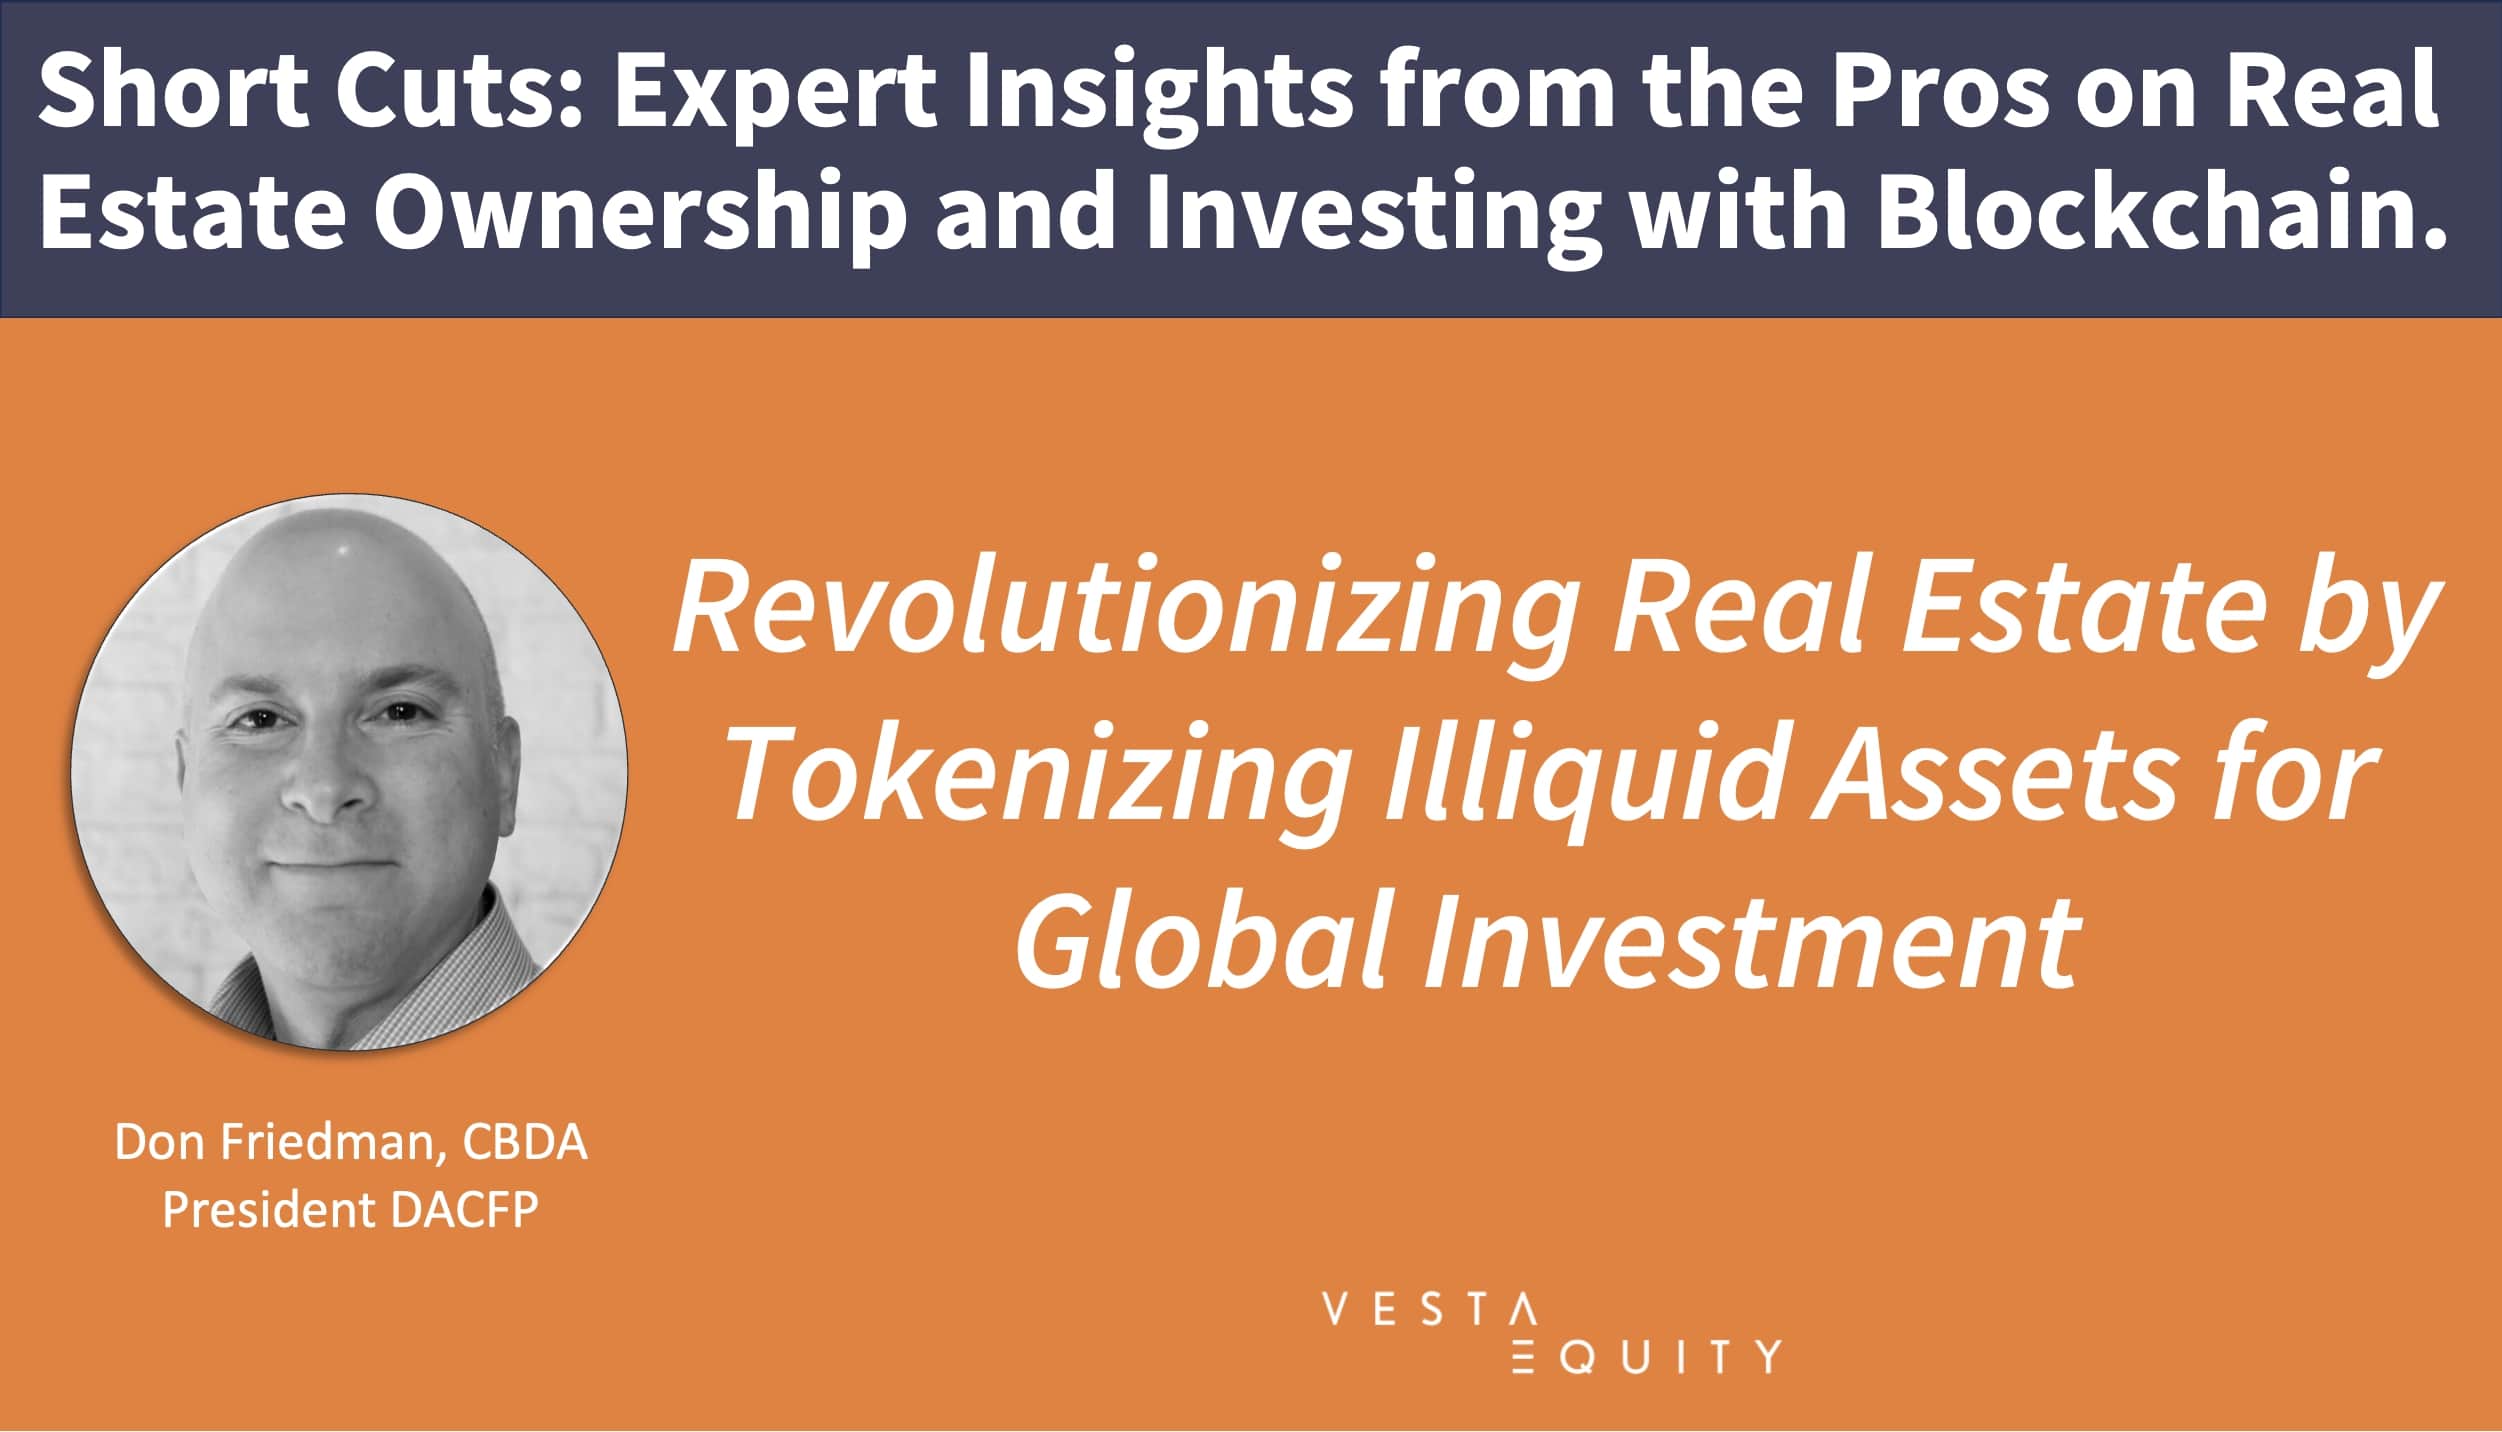 Short Cuts: Expert Insights from the Pros on Real
Estate Ownership and Investing with Blockchain.
Revolutionizing Real Estate by
Tokenizing Illiquid Assets for
Global Investment
Don Friedman, CBDA
President DACFP
VESTA
EQUITY